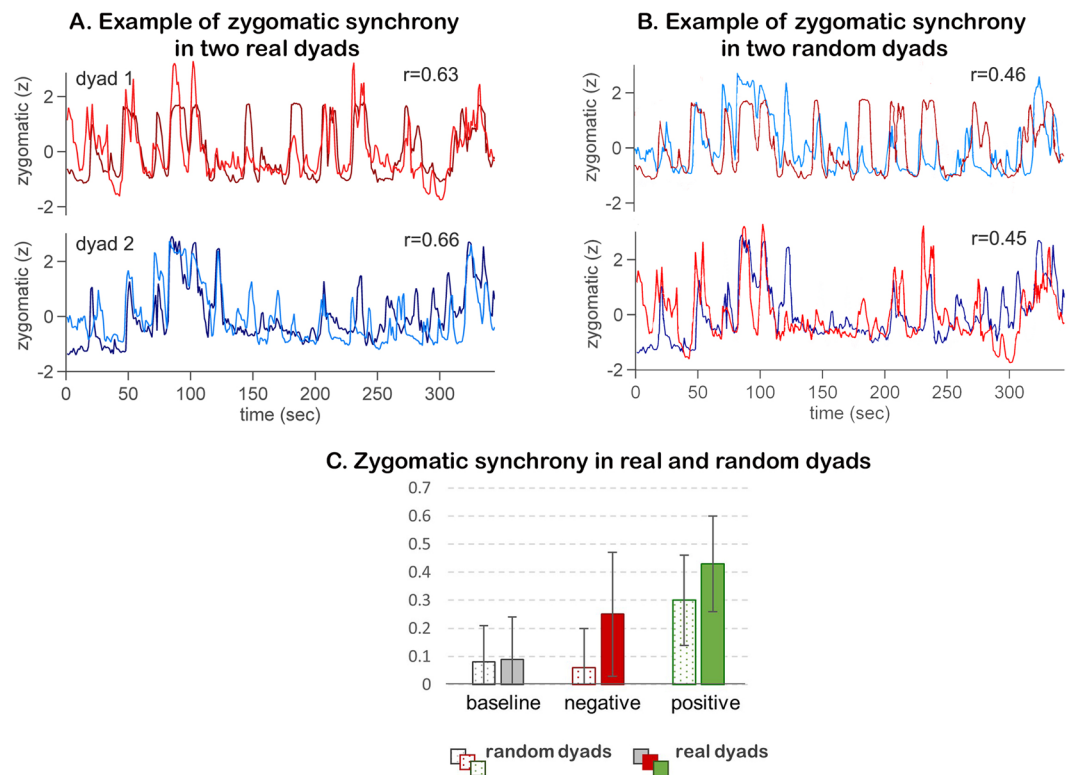 A. Example of zygomatic synchrony
in two real dyads
dyad 1
r=0.63
zygomatic (z)
2
0
-2
dyad 2
r=0.66
zygomatic (z)
2
0
-2
0 50 100 150 200 250 300
time (sec)
B. Example of zygomatic synchrony
in two random dyads
r=0.46
zygomatic (z)
2
0
-2
r=0.45
zygomatic (z)
2
0
-2
0 50 100 150 200 250 300
time (sec)
C. Zygomatic synchrony in real and random dyads
0.7
0.6
0.5
0.4
0.3
0.2
0.1
0
baseline negative positive
random dyads real dyads